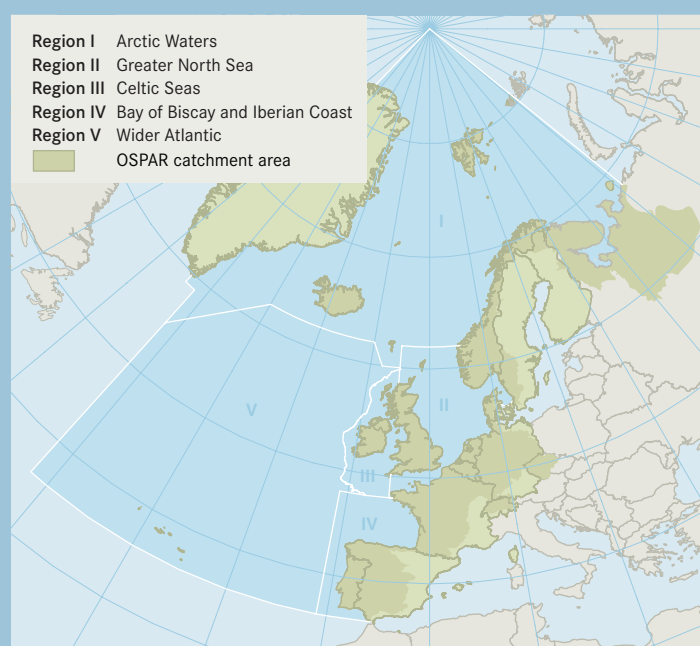 Region I Arctic Waters
Region II Greater North Sea
Region III Celtic Seas
Region IV Bay of Biscay and Iberian Coast
Region V Wider Atlantic
OSPAR catchment area
I
V
II
III
IV